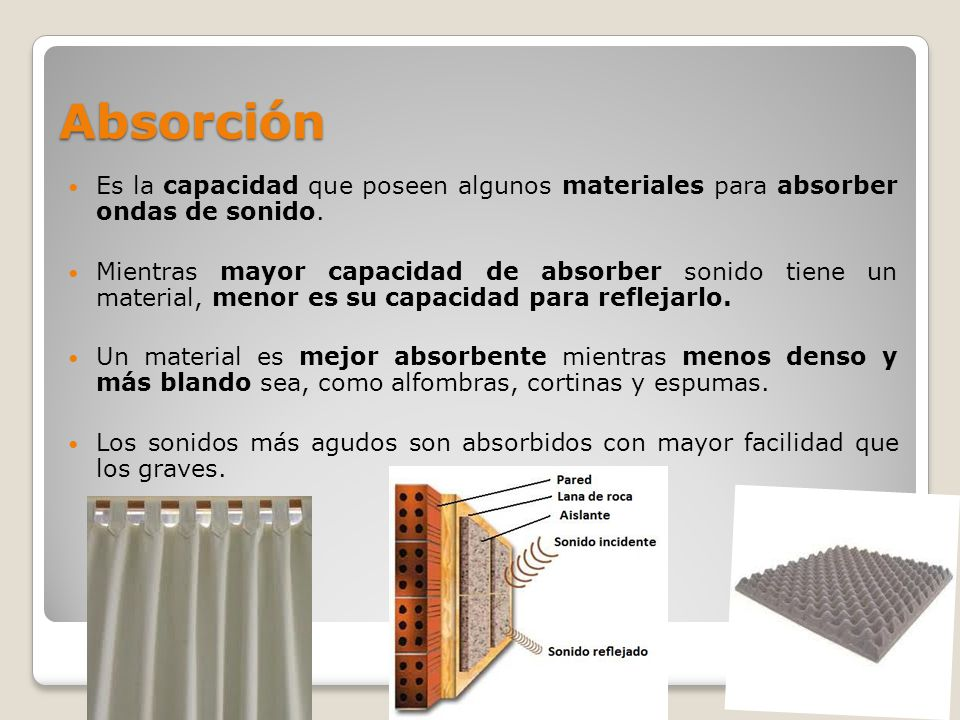 Absorción
• Es la capacidad que poseen algunos materiales para absorber
ondas de sonido.
• Mientras mayor capacidad de absorber sonido tiene un
material, menor es su capacidad para reflejarlo.
• Un material es mejor absorbente mientras menos denso y
más blando sea, como alfombras, cortinas y espumas.
• Los sonidos más agudos son absorbidos con mayor facilidad que
los graves.
Pared
Lana de roca
Aislante
Sonido incidente
Sonido reflejado